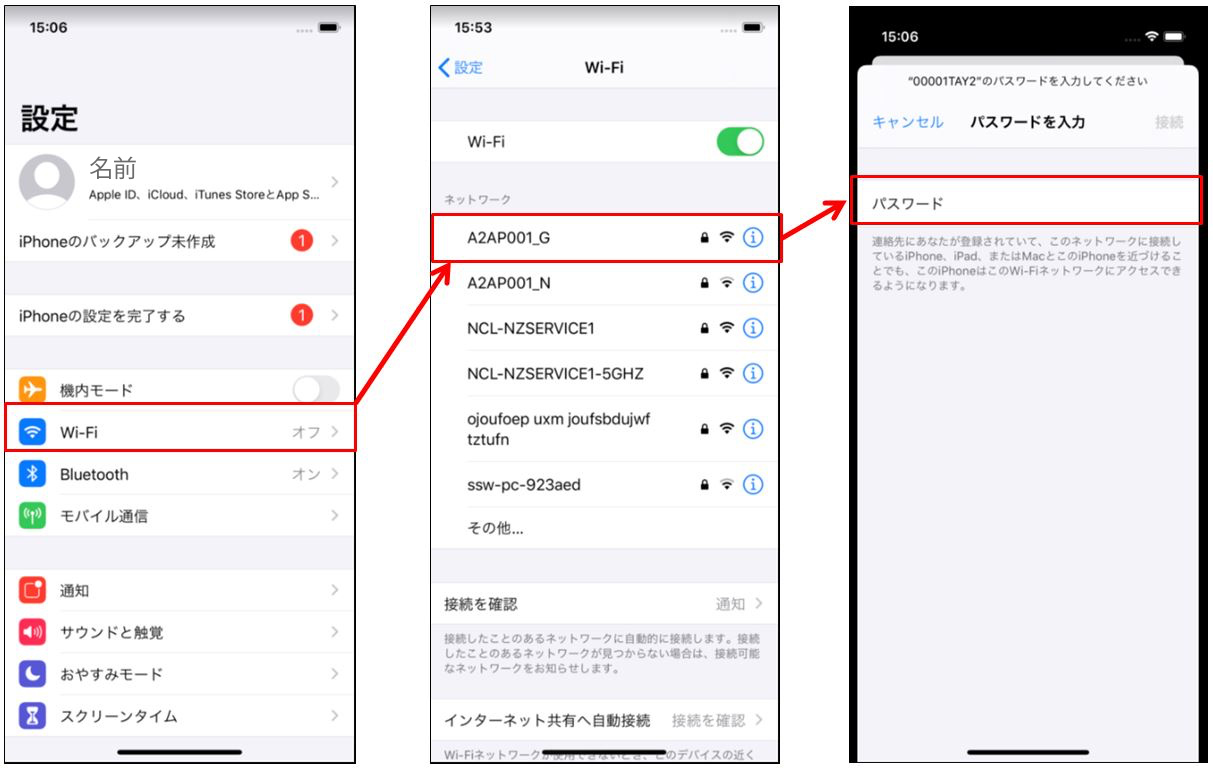 15:06
設定
名前
Apple ID、iCloud、iTunes StoreとApp S...
iPhoneのバックアップ未作成 1
iPhoneの設定を完了する 1
機内モード
Wi-Fi オフ
Bluetooth オン
モバイル通信
通知
サウンドと触覚
おやすみモード
スクリーンタイム
15:53
設定 Wi-Fi
Wi-Fi
ネットワーク
A2AP001_G
A2AP001_N
NCL-NZSERVICE1
NCL-NZSERVICE1-5GHZ
ojoufoep uxm joufsbdujwf
tztufn
ssw-pc-923aed
その他...
接続を確認 通知
接続したことのあるネットワークに自動的に接続します。接続
したことのあるネットワークが見つからない場合は、接続可能
なネットワークをお知らせします。
インターネット共有へ自動接続 接続を確認
Wi-Fiネットワークが使用できないとき、このデバイスの近く
15:06
"00001TAY2"のパスワードを入力してください
キャンセル パスワードを入力 接続
パスワード
連絡先にあなたが登録されていて、このネットワークに接続し
ているiPhone、iPad、またはMacとこのiPhoneを近づけるこ
とでも、このiPhoneはこのWi-Fiネットワークにアクセスでき
るようになります。